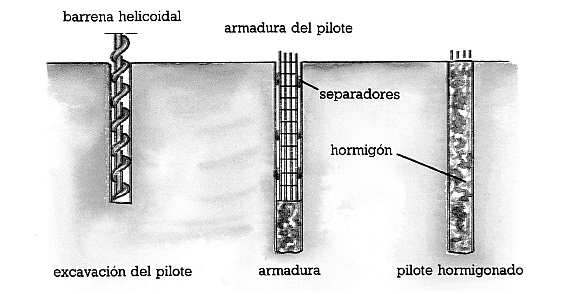 barrena helicoidal
armadura del pilote
separadores
hormigón
excavación del pilote
armadura
pilote hormigonado